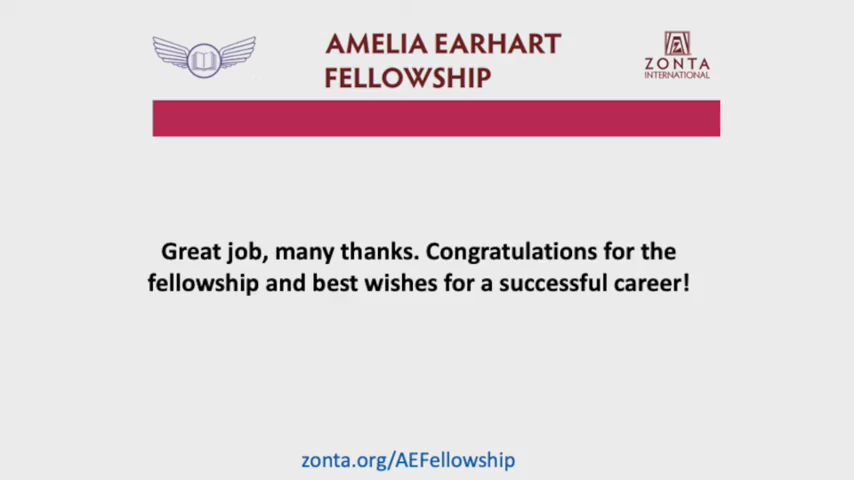 AMELIA EARHART
FELLOWSHIP
ZONTA
INTERNATIONAL
Great job, many thanks. Congratulations for the
fellowship and best wishes for a successful career!
zonta.org/AEFellowship